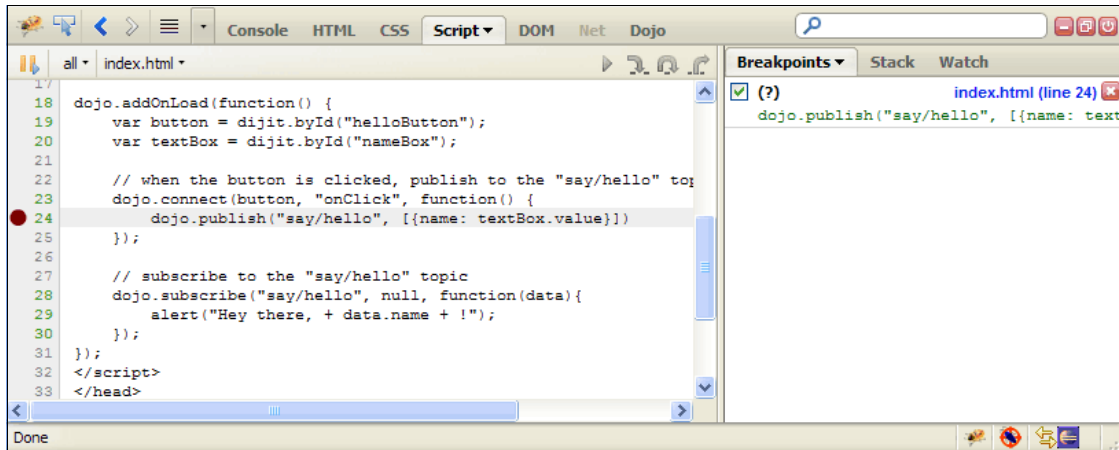 Console HTML CSS Script DOM Net Dojo
all index.html
Breakpoints Stack Watch
17
18 dojo.addOnLoad(function() {
19 var button = dijit.byId("helloButton");
20 var textBox = dijit.byId("nameBox");
21
22 // when the button is clicked, publish to the "say/hello" top
23 dojo.connect(button, "onClick", function() {
24 dojo.publish("say/hello", [{name: textBox.value}])
25 });
26
27 // subscribe to the "say/hello" topic
28 dojo.subscribe("say/hello", null, function(data){
29 alert("Hey there, + data.name + !");
30 });
31 });
32 </script>
33 </head>
(?) index.html (line 24)
dojo.publish("say/hello", [{name: text
Done